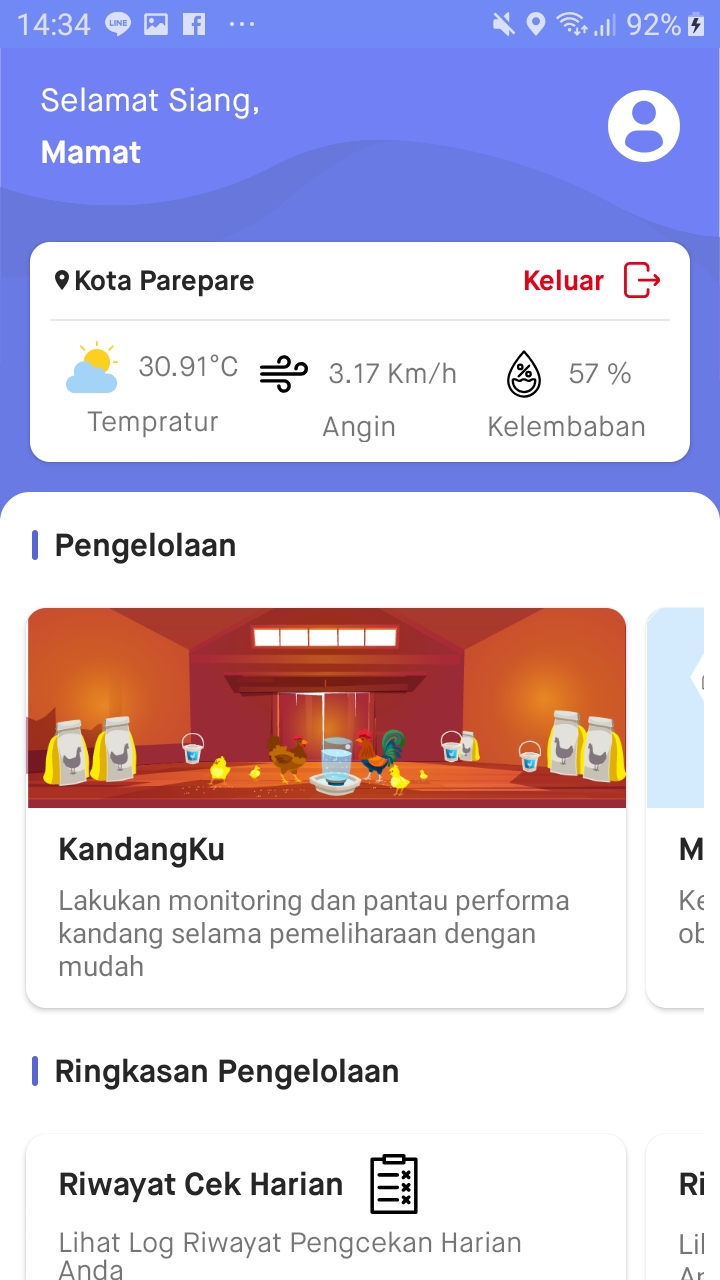 14:34 LINE ... 92%
Selamat Siang,
Mamat
Kota Parepare Keluar
30.91°C 3.17 Km/h % 57 %
Tempratur Angin Kelembaban
Pengelolaan
KandangKu M
Lakukan monitoring dan pantau performa Ke
kandang selama pemeliharaan dengan ob
mudah
Ringkasan Pengelolaan
Riwayat Cek Harian Ri
Lihat Log Riwayat Pengcekan Harian Lil
Anda